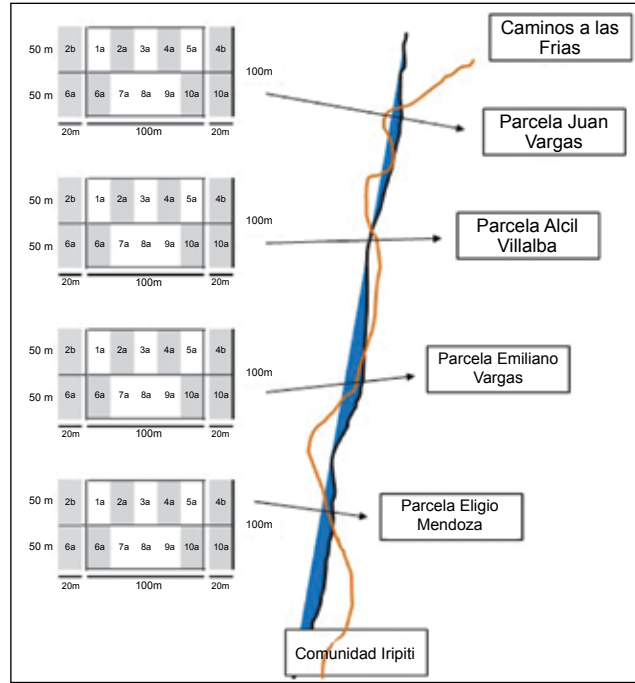 Caminos a las
Frias
50 m 2b 1a 2a 3a 4a 5a 4b
100m
50 m 6a 6a 7a 8a 9a 10a 10a
20m 100m 20m
Parcela Juan
Vargas
50 m 2b 1a 2a 3a 4a 5a 4b
100m
50 m 6a 6a 7a 8a 9a 10a 10a
20m 100m 20m
Parcela Alcil
Villalba
50 m 2b 1a 2a 3a 4a 5a 4b
100m
50 m 6a 6a 7a 8a 9a 10a 10a
20m 100m 20m
Parcela Emiliano
Vargas
50 m 2b 1a 2a 3a 4a 5a 4b
100m
50 m 6a 6a 7a 8a 9a 10a 10a
20m 100m 20m
Parcela Eligio
Mendoza
Comunidad Iripiti